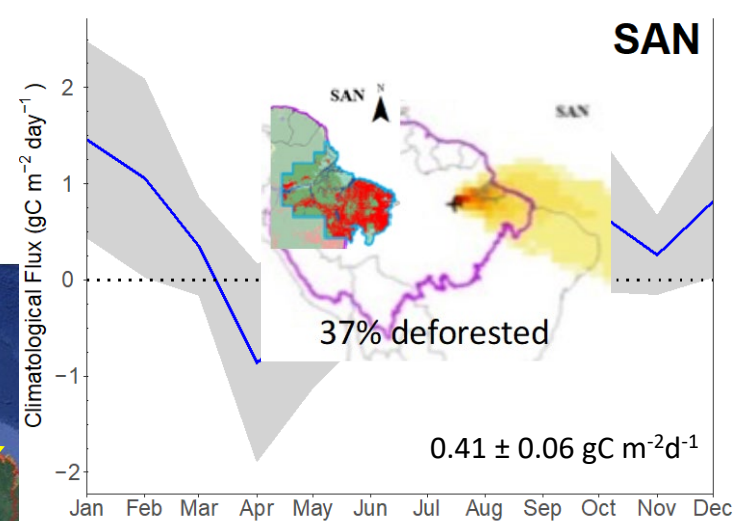 SAN
Climatological Flux (gC m⁻² day⁻¹ )
2
1
0
−1
−2
SAN
N
SAN
37% deforested
0.41 ± 0.06 gC m⁻²d⁻¹
Jan Feb Mar Apr May Jun Jul Aug Sep Oct Nov Dec